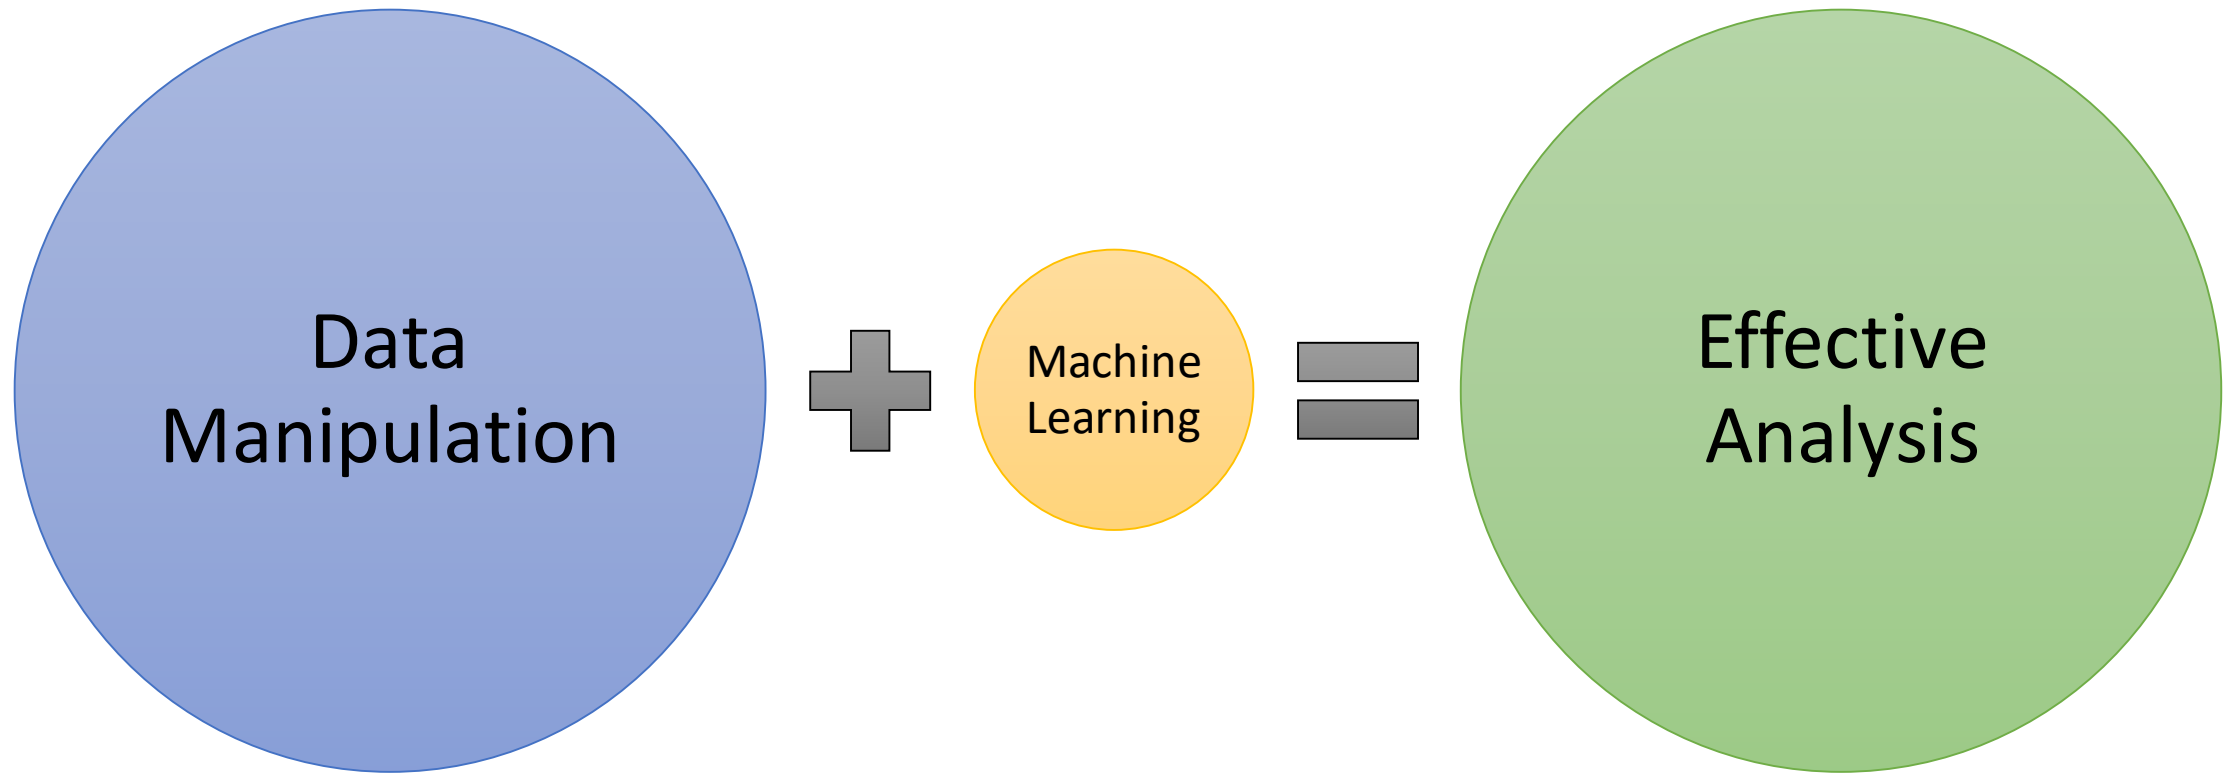 Data
Manipulation
Machine
Learning
Effective
Analysis